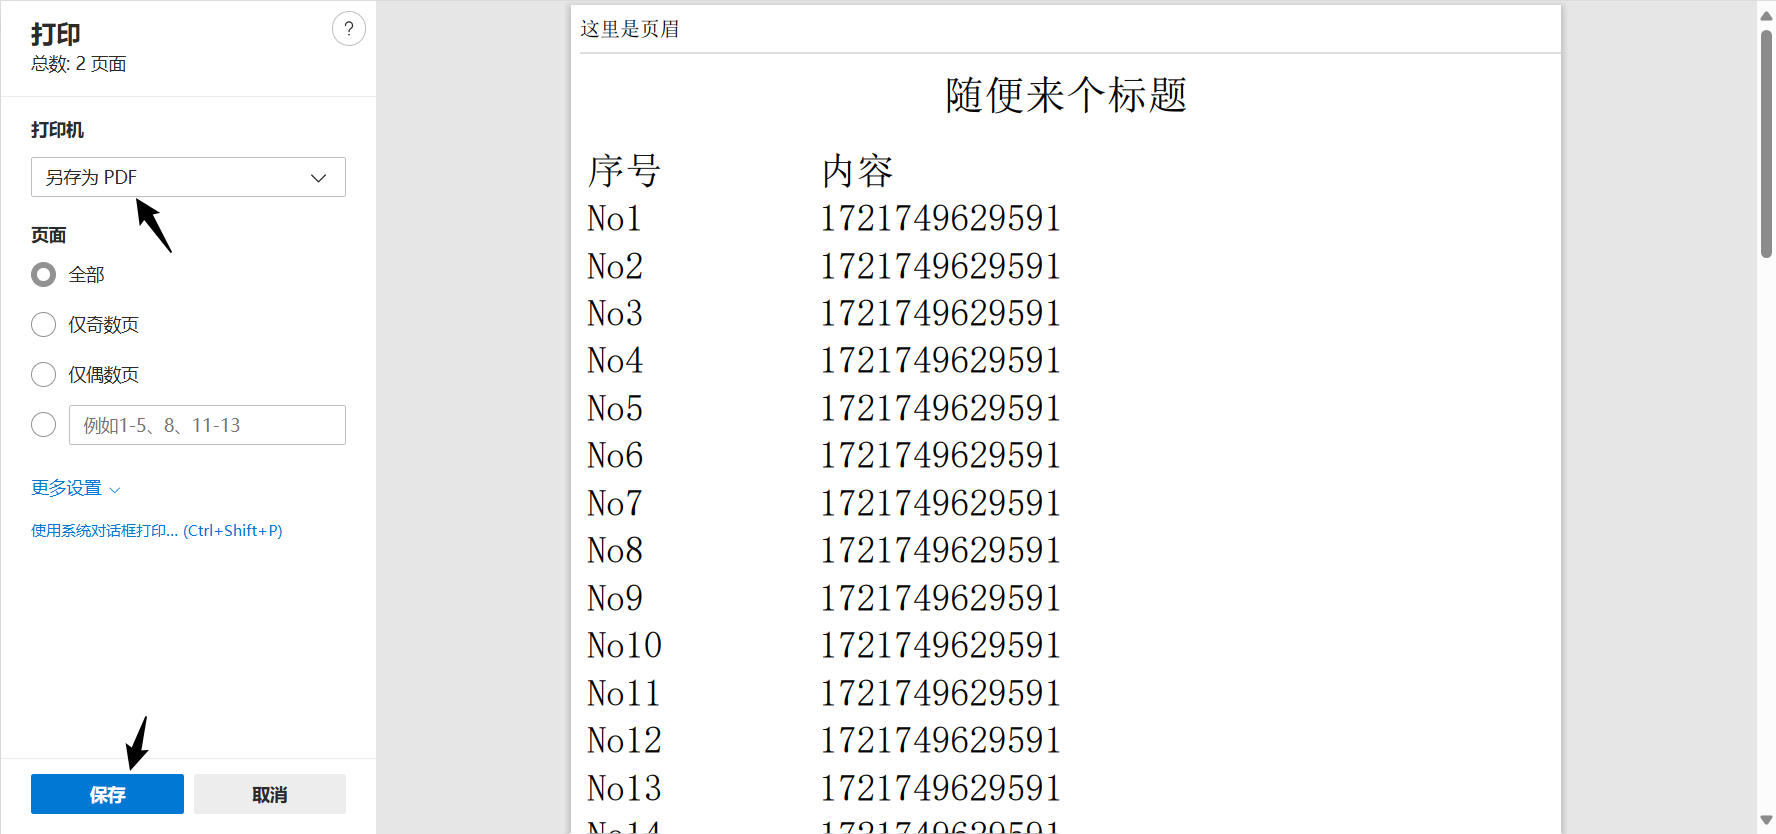 打印
?
总数: 2 页面
打印机
另存为 PDF
页面
全部
仅奇数页
仅偶数页
例如1-5、8、11-13
更多设置
使用系统对话框打印... (Ctrl+Shift+P)
保存
取消
这里是页眉
随便来个标题
序号 内容
No1 1721749629591
No2 1721749629591
No3 1721749629591
No4 1721749629591
No5 1721749629591
No6 1721749629591
No7 1721749629591
No8 1721749629591
No9 1721749629591
No10 1721749629591
No11 1721749629591
No12 1721749629591
No13 1721749629591
No14 1721749629591